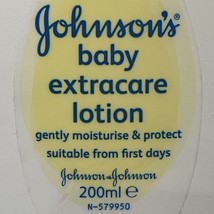 Johnson's
baby
extracare
lotion
gently moisturise & protect
suitable from first days
Johnson & Johnson
200ml e
N-579950